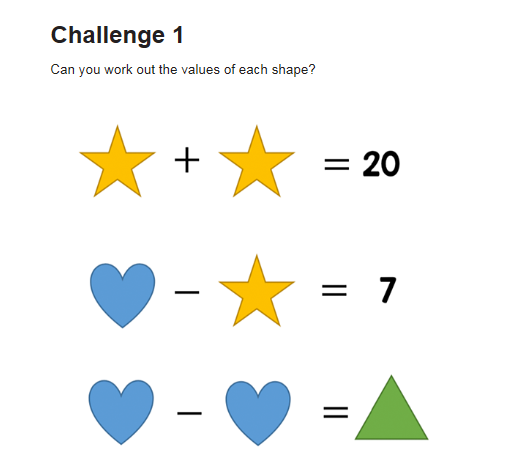 Challenge 1
Can you work out the values of each shape?
+ = 20
− = 7
− =